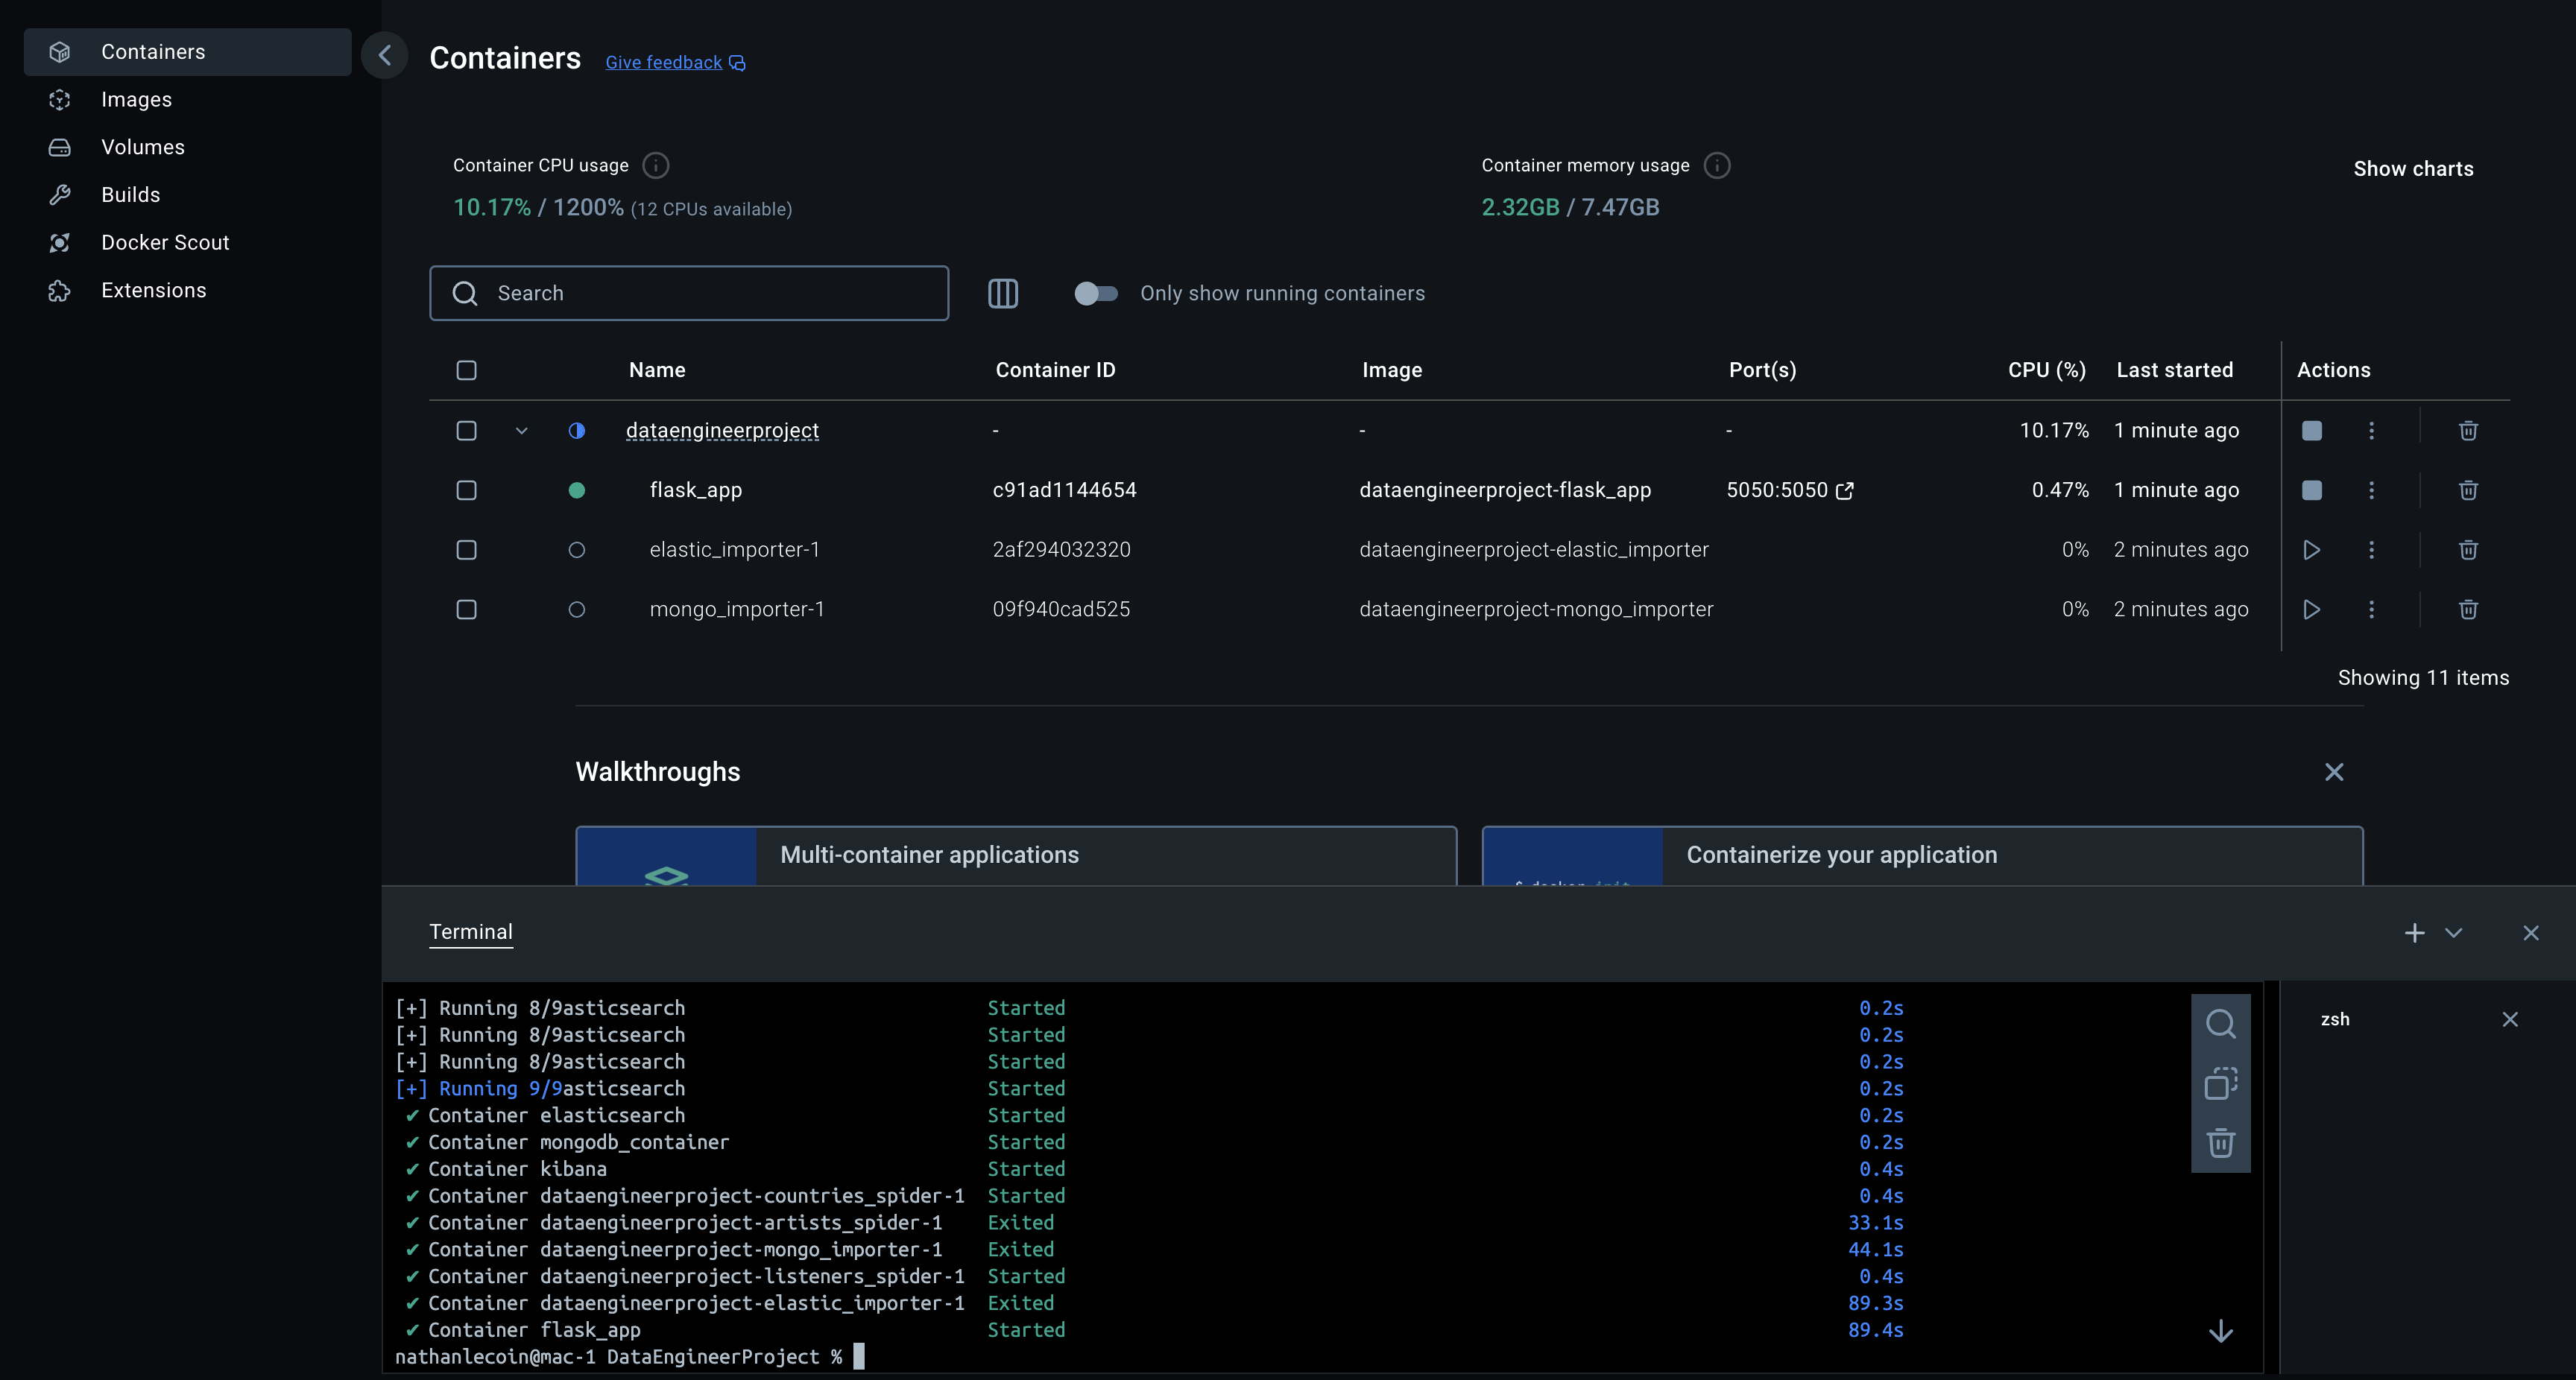 Containers
Images
Volumes
Builds
Docker Scout
Extensions
Containers Give feedback
Container CPU usage
10.17% / 1200% (12 CPUs available)
Container memory usage
2.32GB / 7.47GB
Show charts
Search
Only show running containers
Name Container ID Image Port(s) CPU (%) Last started Actions
dataengineerproject - - - 10.17% 1 minute ago
flask_app c91ad1144654 dataengineerproject-flask_app 5050:5050 0.47% 1 minute ago
elastic_importer-1 2af294032320 dataengineerproject-elastic_importer 0% 2 minutes ago
mongo_importer-1 09f940cad525 dataengineerproject-mongo_importer 0% 2 minutes ago
Showing 11 items
Walkthroughs
Multi-container applications
Containerize your application
$ docker init
Terminal
[+] Running 8/9asticsearch Started 0.2s
[+] Running 8/9asticsearch Started 0.2s
[+] Running 8/9asticsearch Started 0.2s
[+] Running 9/9asticsearch Started 0.2s
✔ Container elasticsearch Started 0.2s
✔ Container mongodb_container Started 0.2s
✔ Container kibana Started 0.4s
✔ Container dataengineerproject-countries_spider-1 Started 0.4s
✔ Container dataengineerproject-artists_spider-1 Exited 33.1s
✔ Container dataengineerproject-mongo_importer-1 Exited 44.1s
✔ Container dataengineerproject-listeners_spider-1 Started 0.4s
✔ Container dataengineerproject-elastic_importer-1 Exited 89.3s
✔ Container flask_app Started 89.4s
nathanlecoin@mac-1 DataEngineerProject %
zsh